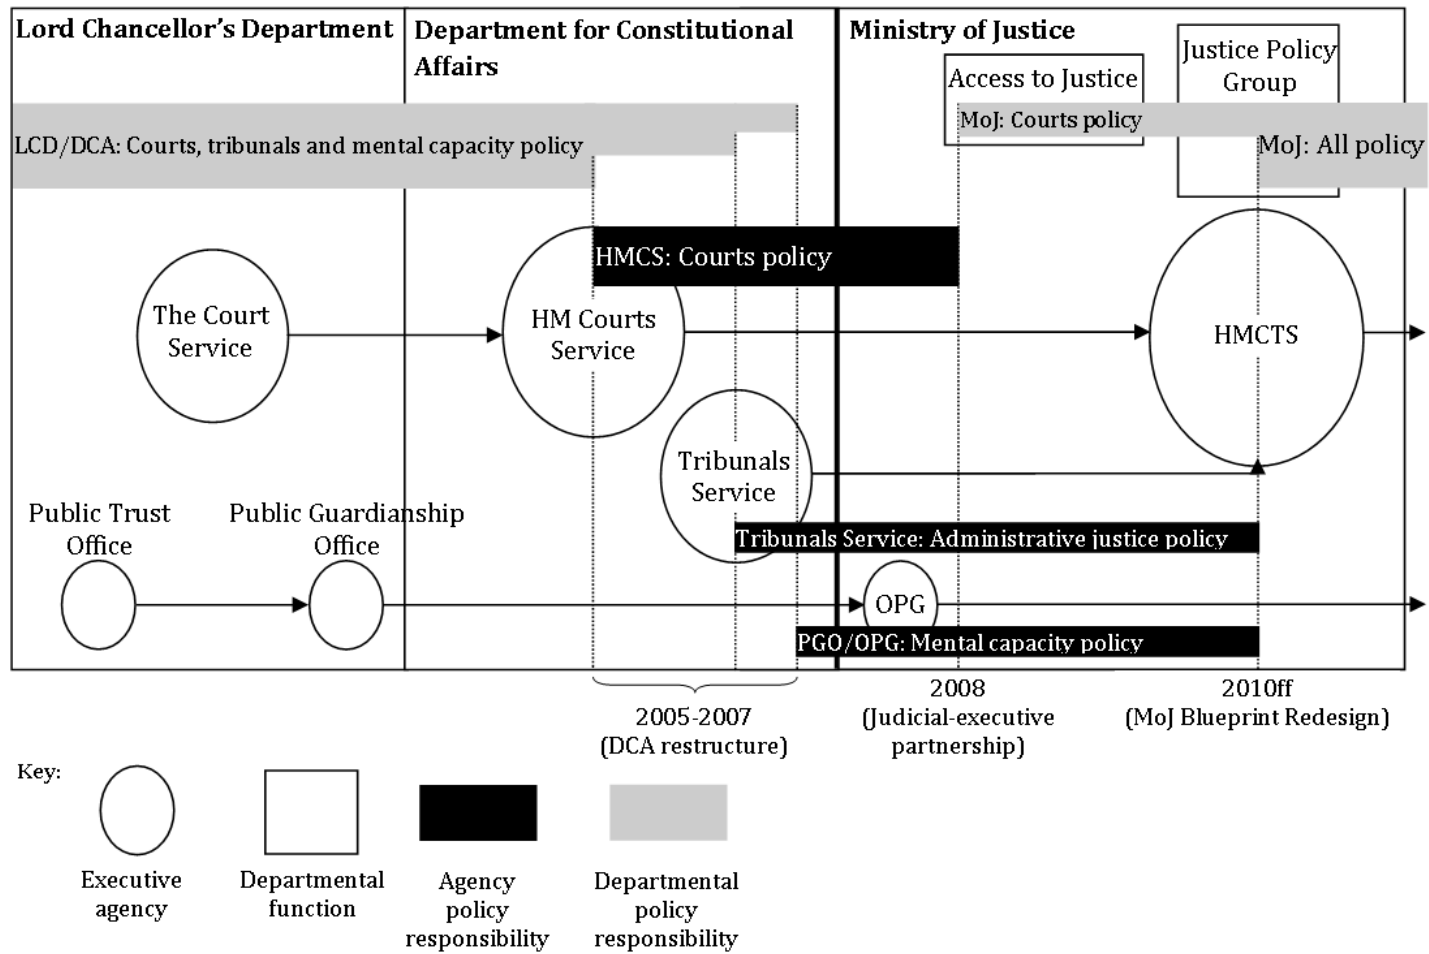 Lord Chancellor's Department
Department for Constitutional
Affairs
Ministry of Justice
Access to Justice
Justice Policy
Group
LCD/DCA: Courts, tribunals and mental capacity policy
MoJ: Courts policy
MoJ: All policy
HMCS: Courts policy
The Court
Service
HM Courts
Service
HMCTS
Tribunals
Service
Tribunals Service: Administrative justice policy
Public Trust
Office
Public Guardianship
Office
OPG
PGO/OPG: Mental capacity policy
2005-2007
(DCA restructure)
2008
(Judicial-executive
partnership)
2010ff
(MoJ Blueprint Redesign)
Key:
Executive
agency
Departmental
function
Agency
policy
responsibility
Departmental
policy
responsibility